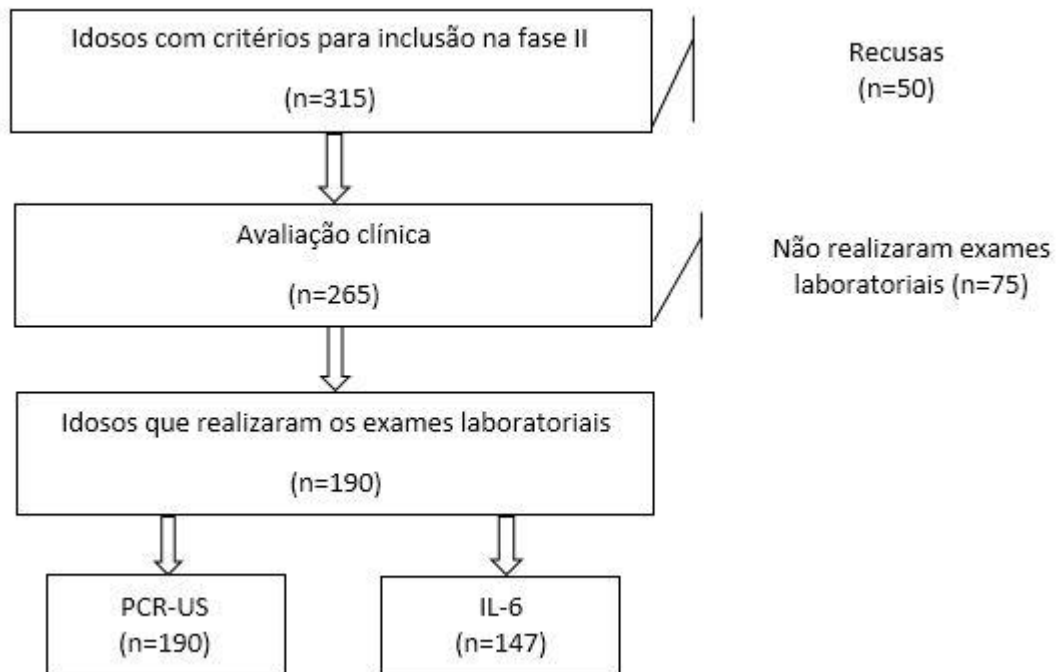 Idosos com critérios para inclusão na fase II
(n=315)
Recusas
(n=50)
Avaliação clínica
(n=265)
Não realizaram exames
laboratoriais (n=75)
Idosos que realizaram os exames laboratoriais
(n=190)
PCR-US
(n=190)
IL-6
(n=147)